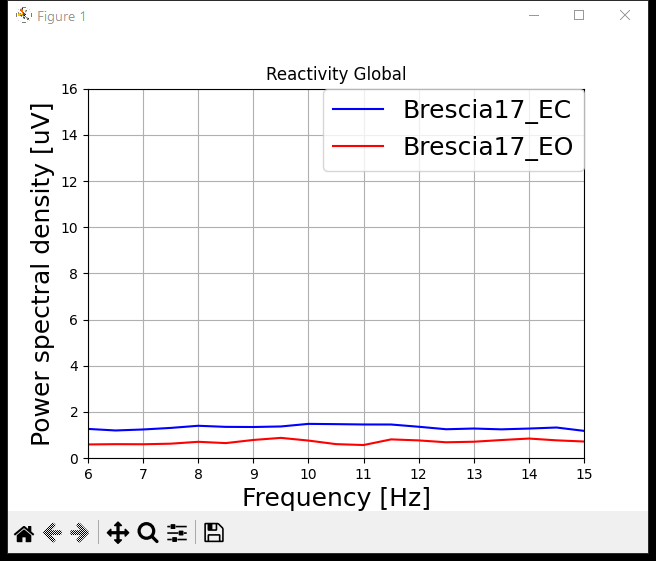 Figure 1
Reactivity Global
Brescia17_EC
Brescia17_EO
Power spectral density [uV]
16
14
12
10
8
6
4
2
0
6 7 8 9 10 11 12 13 14 15
Frequency [Hz]